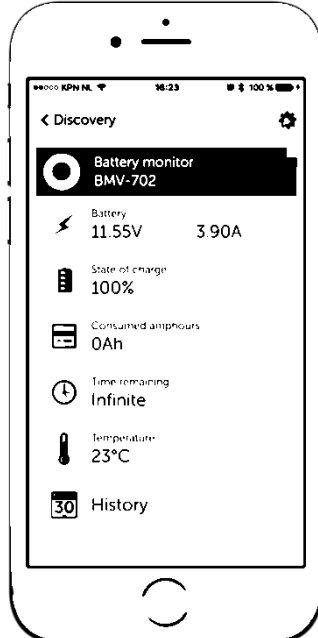 KPN NL 16:23 100 %
< Discovery
Battery monitor
BMV-702
Battery
11.55V 3.90A
State of charge
100%
Consumed amphours
0Ah
Time remaining
Infinite
Temperature
23°C
30 History